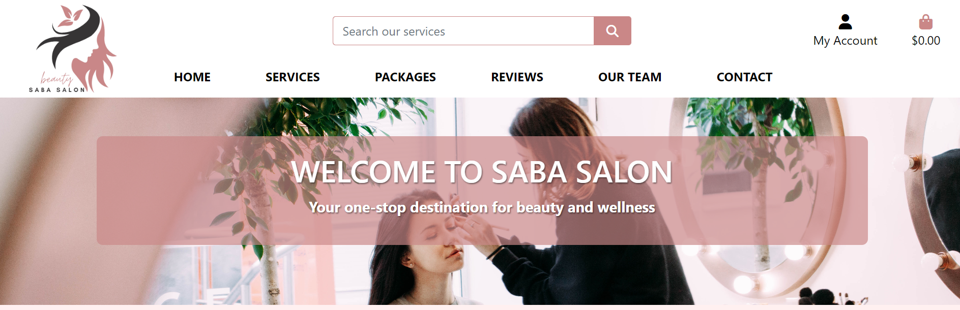 beauty
SABA SALON
Search our services
My Account
$0.00
HOME
SERVICES
PACKAGES
REVIEWS
OUR TEAM
CONTACT
WELCOME TO SABA SALON
Your one-stop destination for beauty and wellness